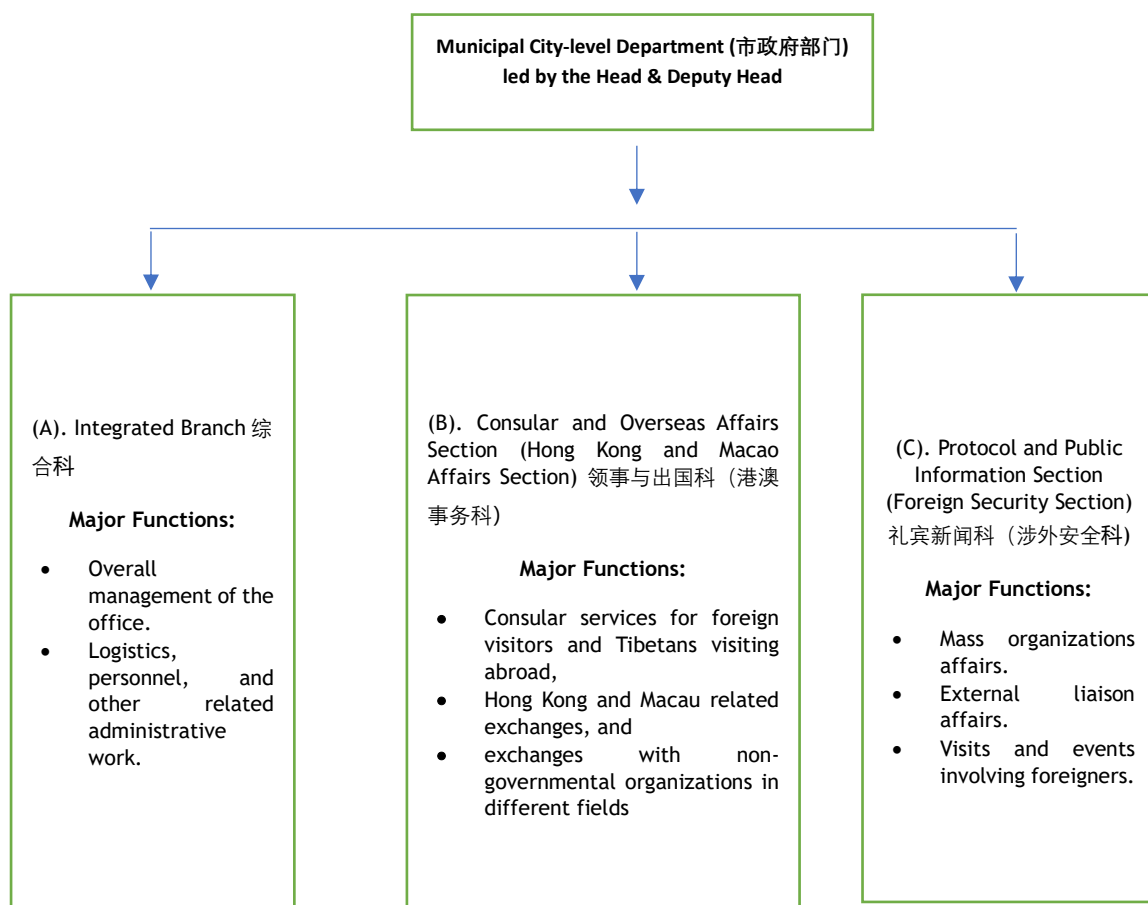 Municipal City-level Department (市政府部门)
led by the Head & Deputy Head
(A). Integrated Branch 综
合科
Major Functions:
• Overall
management of the
office.
• Logistics,
personnel, and
other related
administrative
work.
(B). Consular and Overseas Affairs
Section (Hong Kong and Macao
Affairs Section) 领事与出国科（港澳
事务科）
Major Functions:
• Consular services for foreign
visitors and Tibetans visiting
abroad,
• Hong Kong and Macau related
exchanges, and
• exchanges with non-
governmental organizations in
different fields
(C). Protocol and Public
Information Section
(Foreign Security Section)
礼宾新闻科（涉外安全科)
Major Functions:
• Mass organizations
affairs.
• External liaison
affairs.
• Visits and events
involving foreigners.